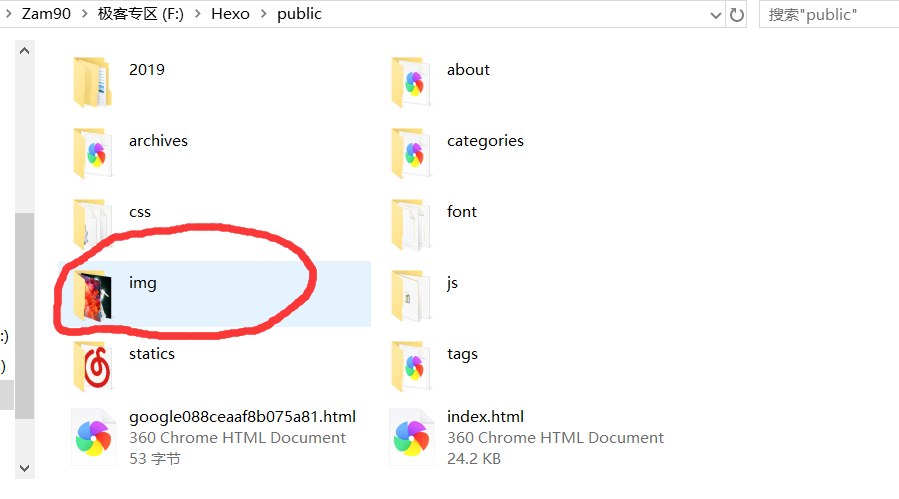 Zam90 > 极客专区 (F:) > Hexo > public
搜索"public"
2019
about
archives
categories
css
font
img
js
statics
tags
google088ceaaf8b075a81.html
360 Chrome HTML Document
53 字节
index.html
360 Chrome HTML Document
24.2 KB
:)
)